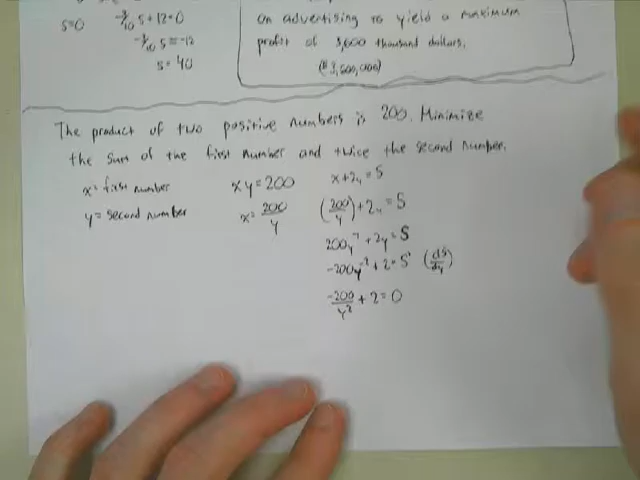 s=0
-3/10 s + 12 = 0
-3/10 s = -12
s = 40
on advertising to yield a maximum
profit of 3,600 thousand dollars.
($3,600,000)
The product of two positive numbers is 200. Minimize
the sum of the first number and twice the second number.
x = first number
y = second number
xy = 200
x = 200/y
x + 2y = S
(200/y) + 2y = S
200y⁻¹ + 2y = S
-200y⁻² + 2 = S' (dS/dy)
-200/y² + 2 = 0